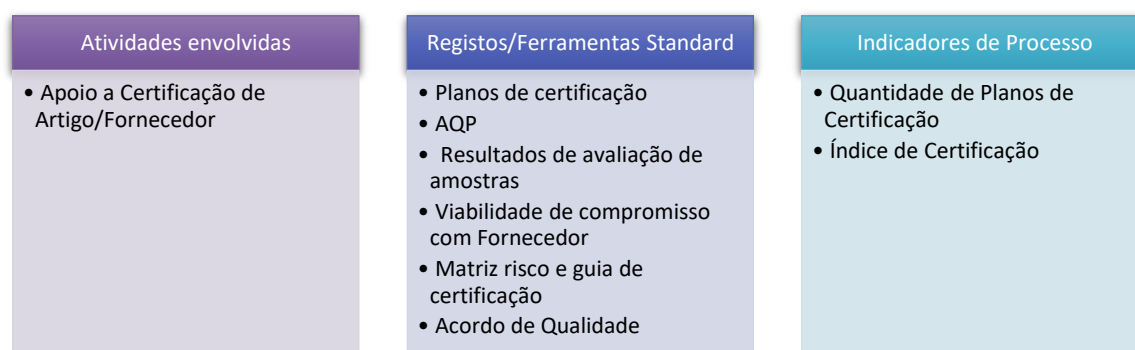 Atividades envolvidas
• Apoio a Certificação de
Artigo/Fornecedor
Registos/Ferramentas Standard
• Planos de certificação
• AQP
• Resultados de avaliação de
amostras
• Viabilidade de compromisso
com Fornecedor
• Matriz risco e guia de
certificação
• Acordo de Qualidade
Indicadores de Processo
• Quantidade de Planos de
Certificação
• Índice de Certificação